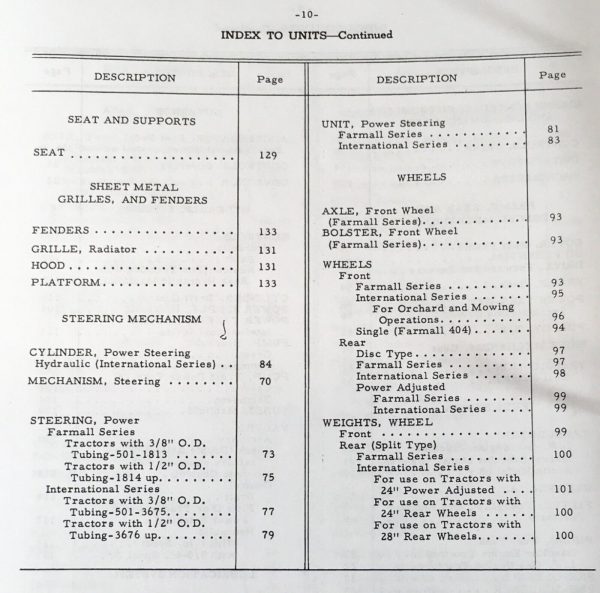 -10-
INDEX TO UNITS—Continued
DESCRIPTION Page
SEAT AND SUPPORTS
SEAT .................... 129
SHEET METAL
GRILLES, AND FENDERS
FENDERS .................. 133
GRILLE, Radiator ........... 131
HOOD .................... 131
PLATFORM................. 133
STEERING MECHANISM
CYLINDER, Power Steering
Hydraulic (International Series) .. 84
MECHANISM, Steering ........ 70
STEERING, Power
Farmall Series
Tractors with 3/8" O.D.
Tubing-501-1813 ....... 73
Tractors with 1/2" O.D.
Tubing-1814 up......... 75
International Series
Tractors with 3/8" O.D.
Tubing-501-3675........ 77
Tractors with 1/2" O.D.
Tubing-3676 up......... 79
DESCRIPTION Page
UNIT, Power Steering
Farmall Series ........... 81
International Series ........ 83
WHEELS
AXLE, Front Wheel
(Farmall Series)............ 93
BOLSTER, Front Wheel
(Farmall Series)............ 93
WHEELS
Front
Farmall Series .......... 93
International Series ....... 95
For Orchard and Mowing
Operations........... 96
Single (Farmall 404)....... 94
Rear
Disc Type.............. 97
Farmall Series .......... 97
International Series ....... 98
Power Adjusted
Farmall Series ........ 99
International Series ..... 99
WEIGHTS, WHEEL
Front .................. 99
Rear (Split Type)
Farmall Series .......... 100
International Series
For use on Tractors with
24" Power Adjusted .... 101
For use on Tractors with
24" Rear Wheels ...... 100
For use on Tractors with
28" Rear Wheels...... 100